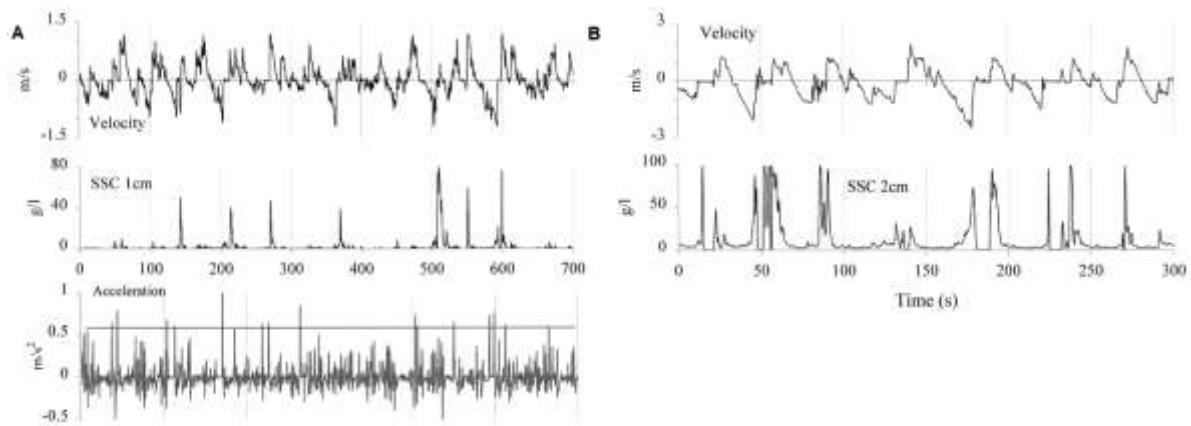 A
1.5
m/s
0
-1.5
Velocity
80
g/l
40
0
SSC 1cm
0 100 200 300 400 500 600 700
Acceleration
1
0.5
m/s²
0
-0.5
B
Velocity
3
m/s
0
-3
100
g/l
50
0
SSC 2cm
0 50 100 150 200 250 300
Time (s)